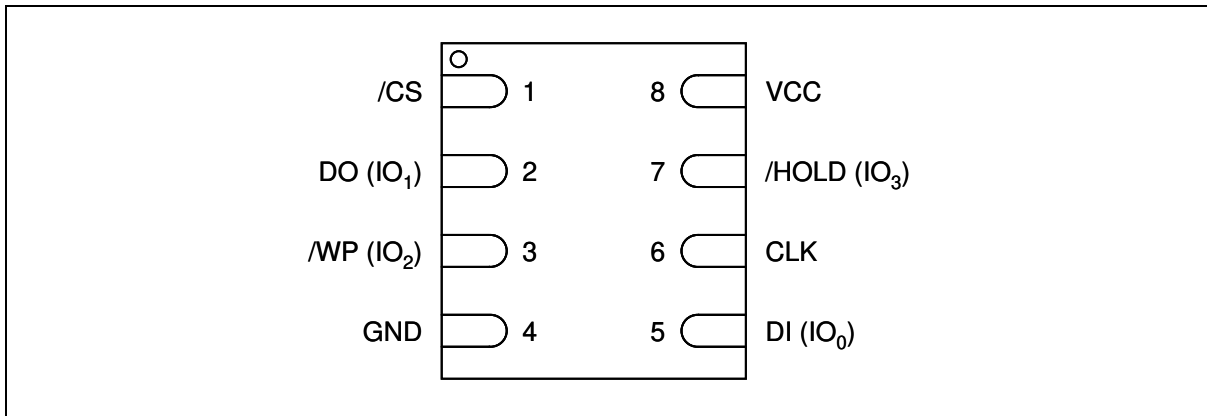 /CS 1 8 VCC
DO (IO₁) 2 7 /HOLD (IO₃)
/WP (IO₂) 3 6 CLK
GND 4 5 DI (IO₀)